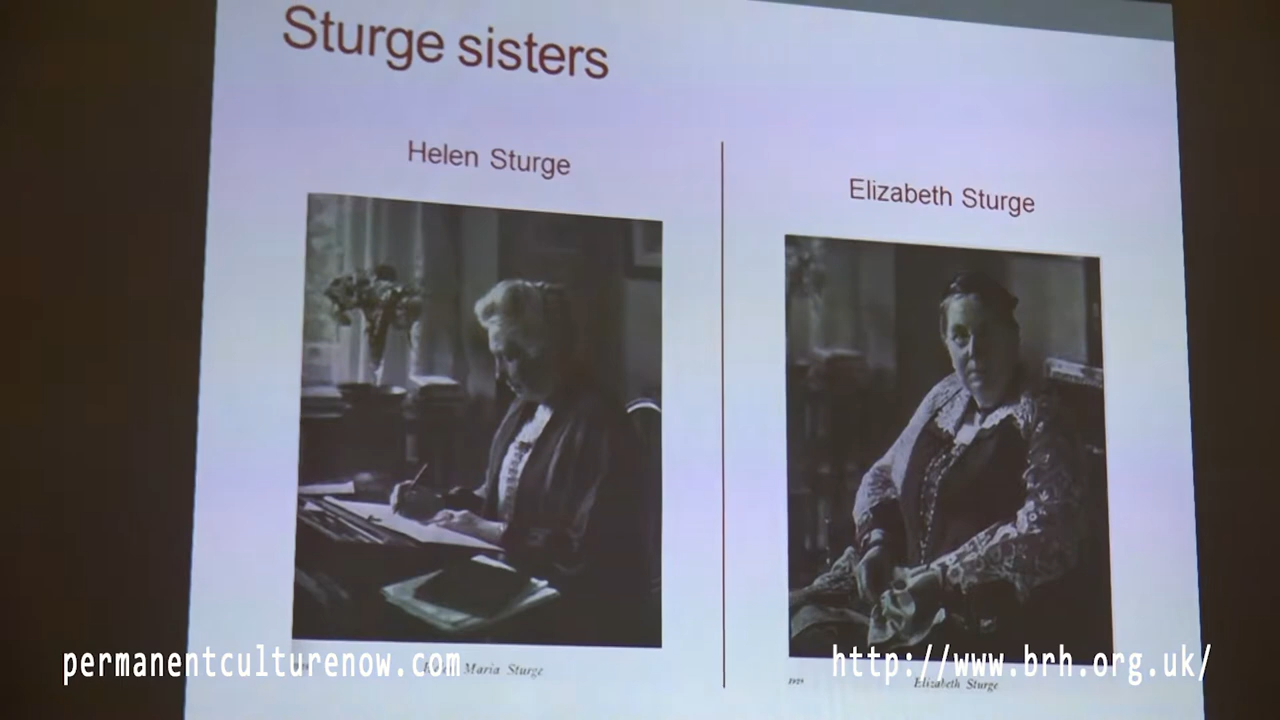 Sturge sisters
Helen Sturge
Elizabeth Sturge
Maria Sturge
Elizabeth Sturge
permanentculturenow.com
http://www.brh.org.uk/